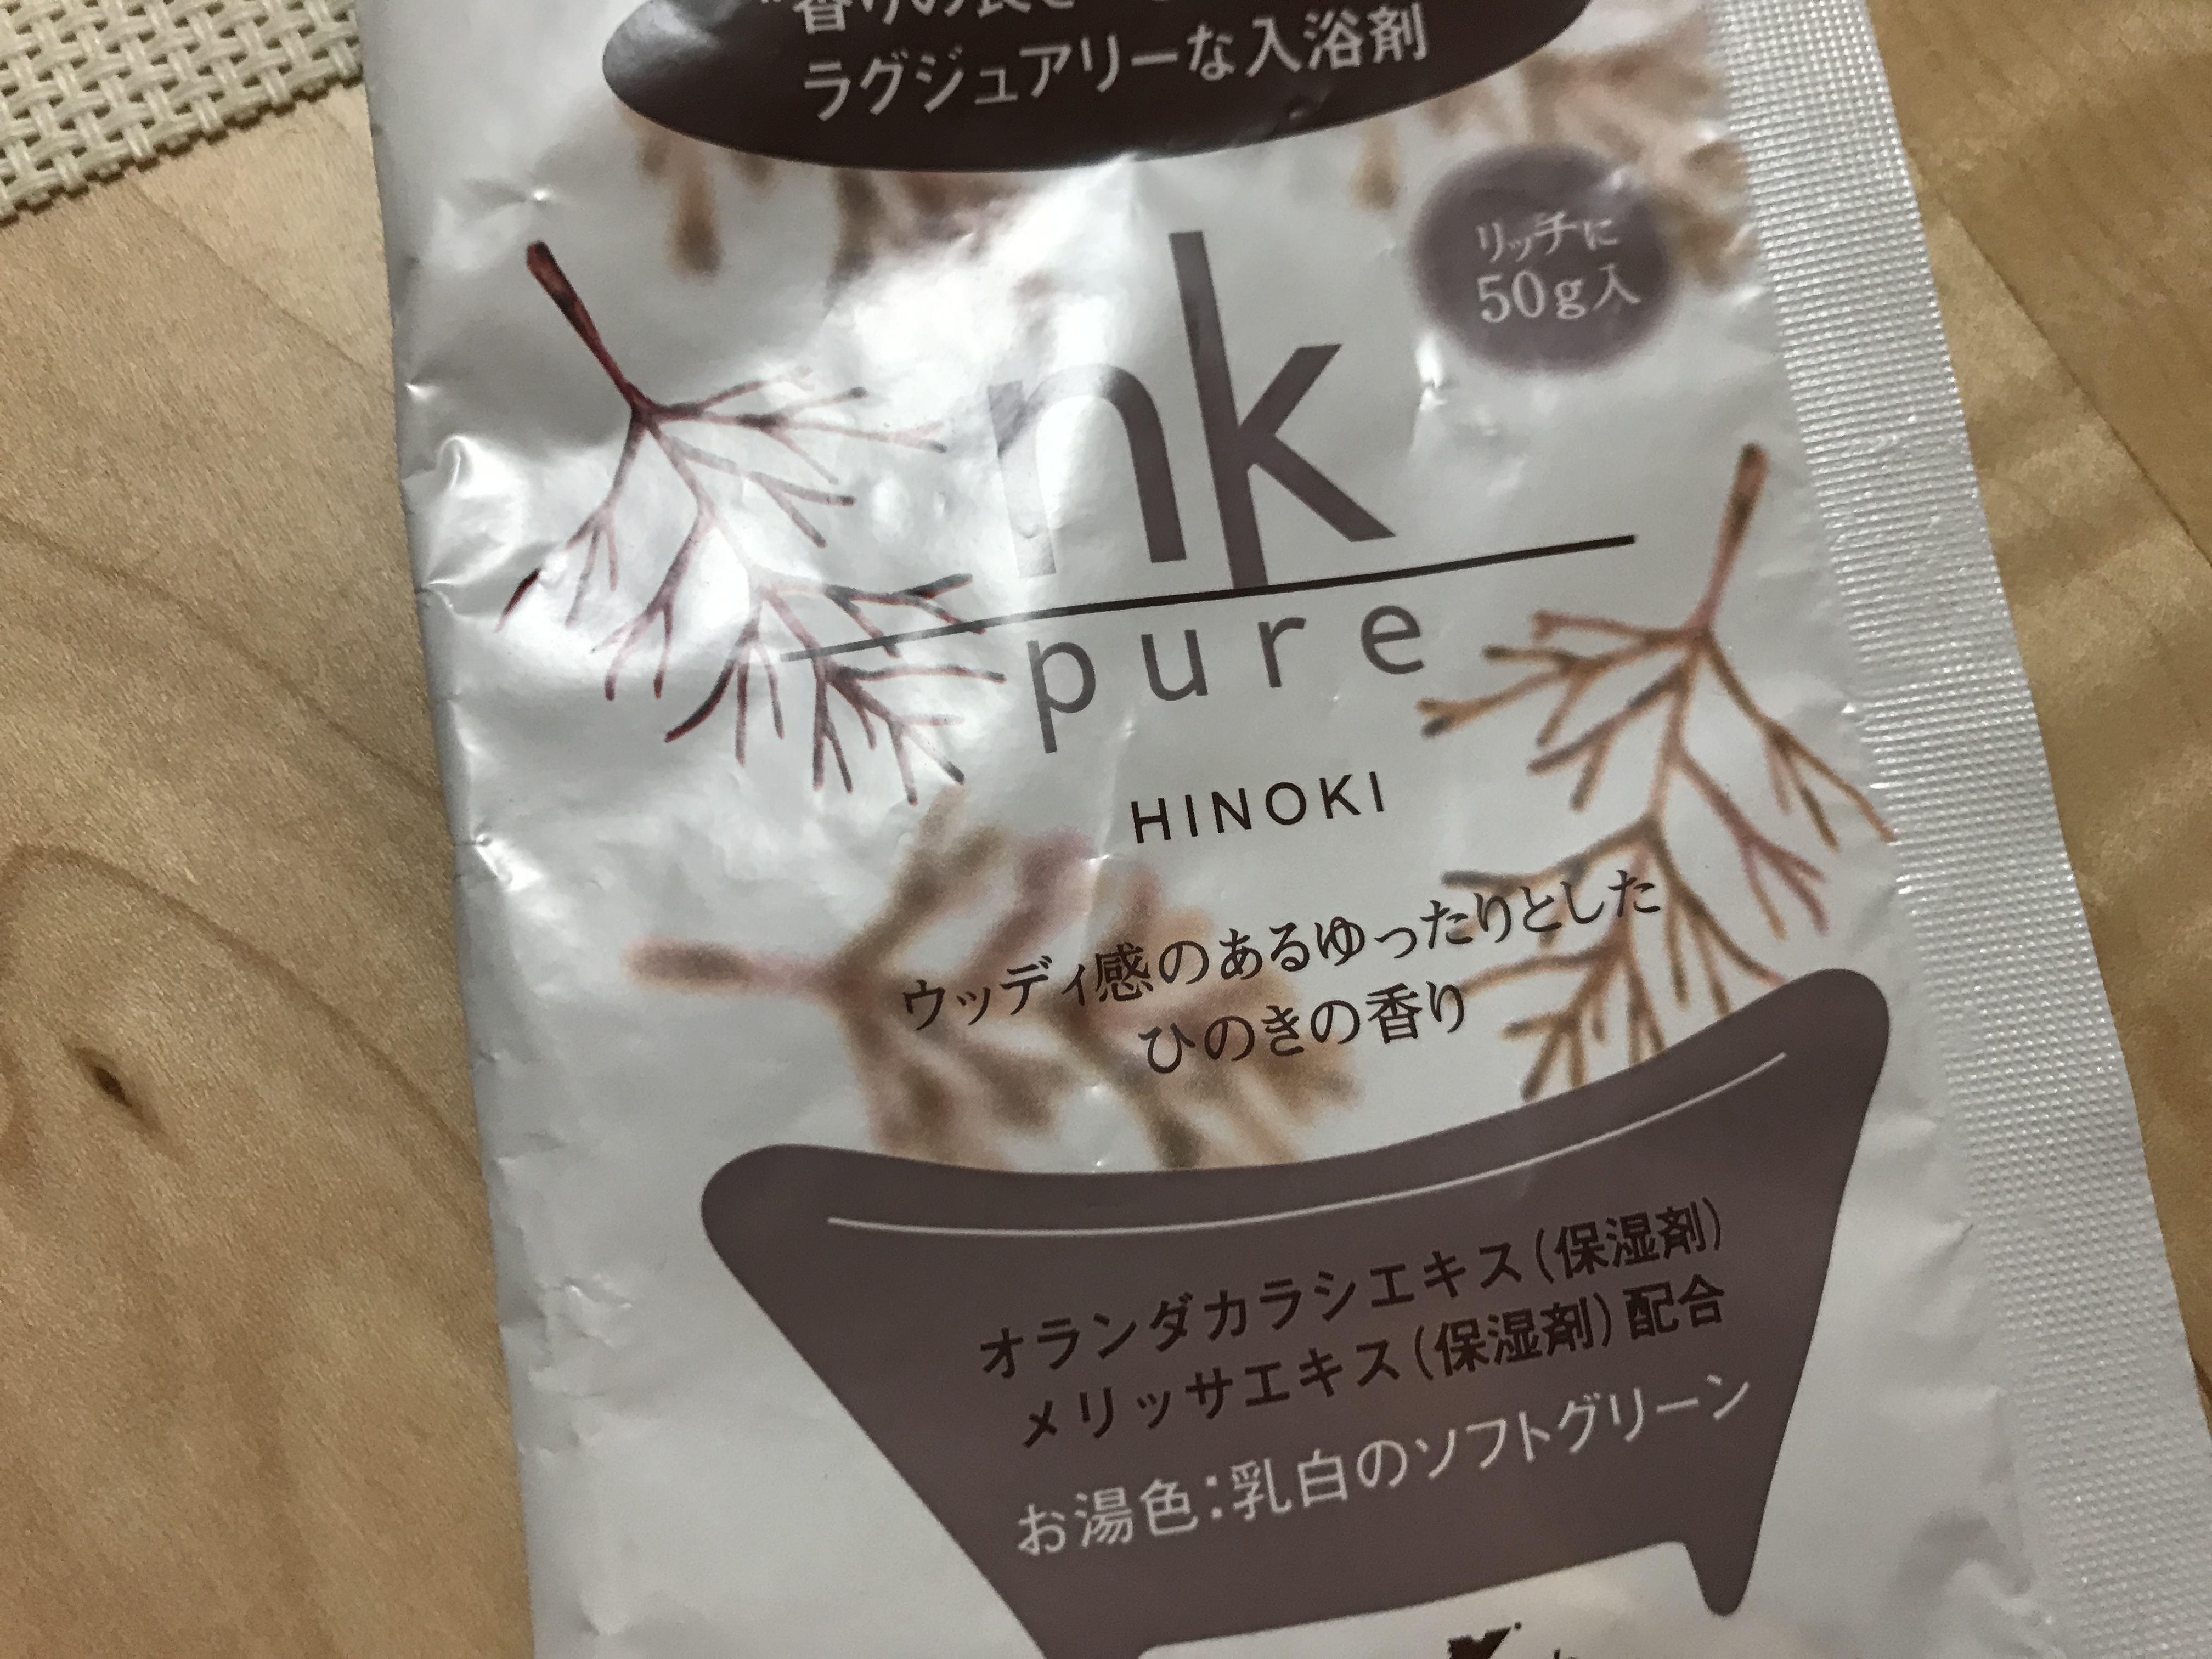 ラグジュアリーな入浴剤
リッチに
50g入
nk
pure
HINOKI
ウッディ感のあるゆったりとした
ひのきの香り
オランダカラシエキス(保湿剤)
メリッサエキス(保湿剤)配合
お湯色:乳白のソフトグリーン